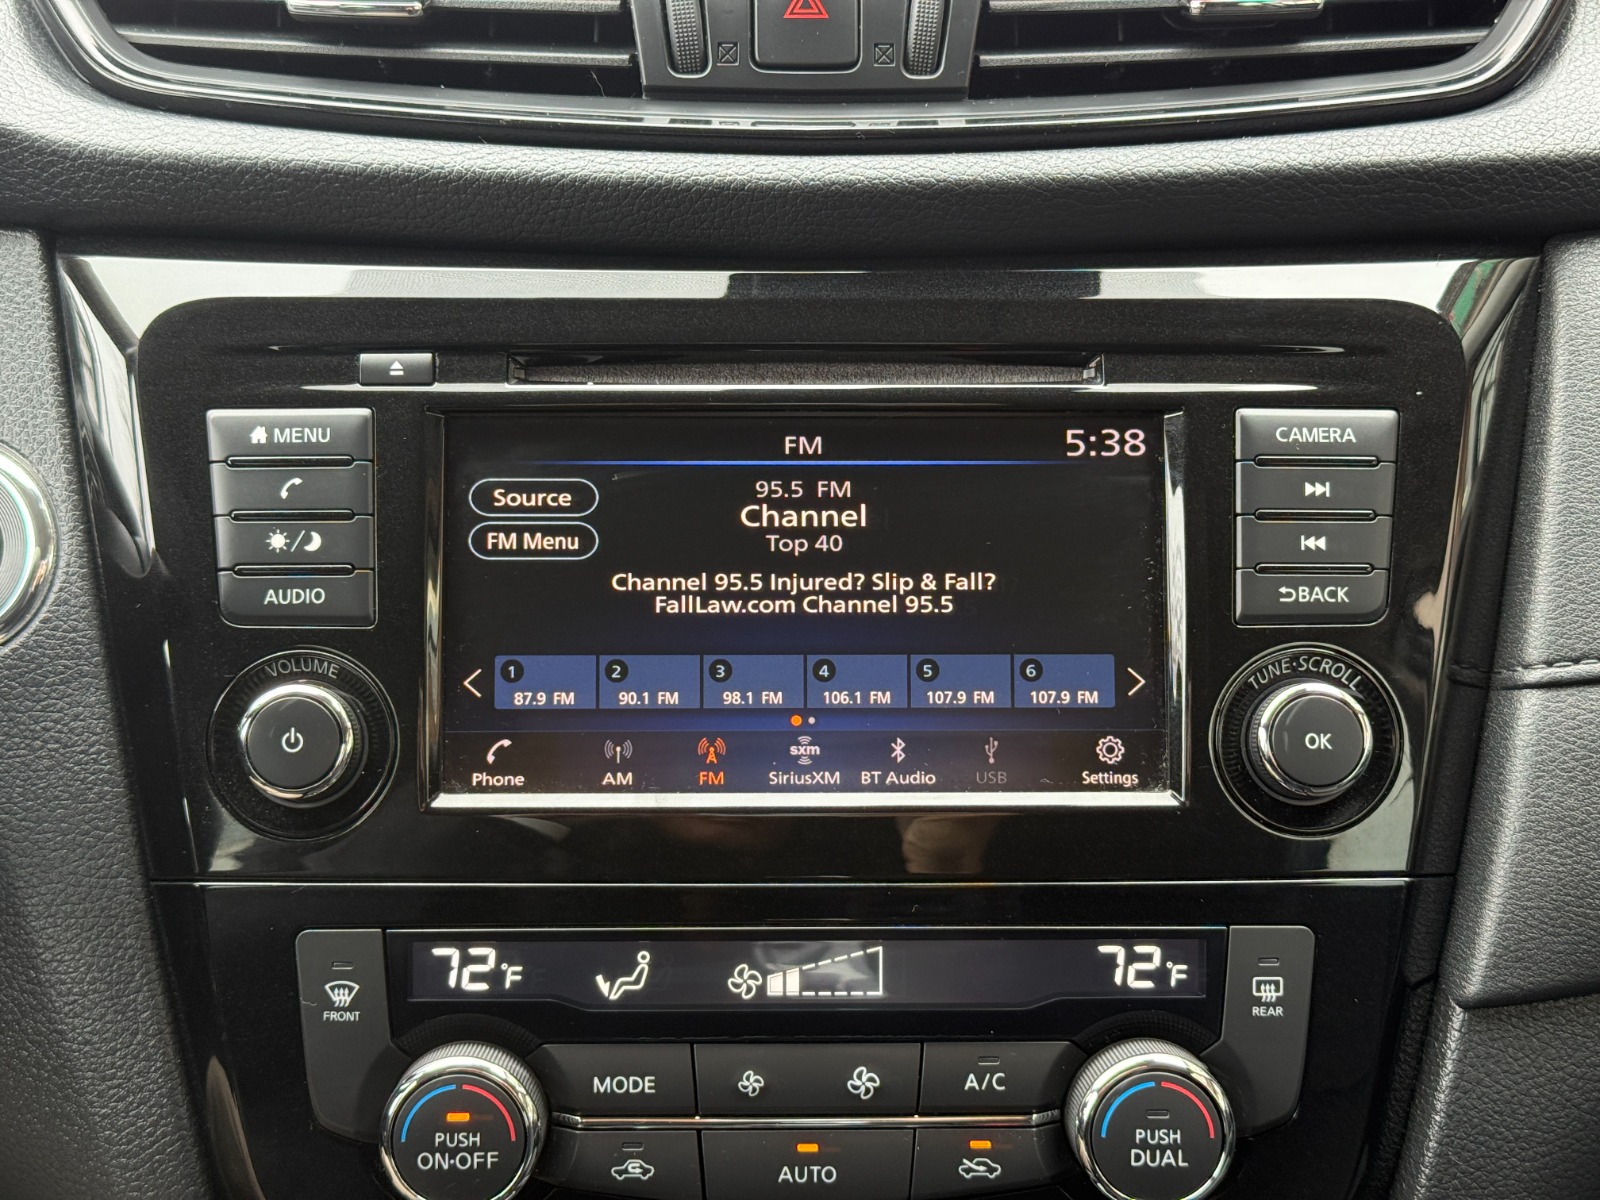 MENU
AUDIO
VOLUME
FM
5:38
Source
FM Menu
95.5 FM
Channel
Top 40
Channel 95.5 Injured? Slip & Fall?
FallLaw.com Channel 95.5
1
87.9 FM
2
90.1 FM
3
98.1 FM
4
106.1 FM
5
107.9 FM
6
107.9 FM
Phone
AM
FM
sxm
SiriusXM
BT Audio
USB
Settings
CAMERA
BACK
TUNE·SCROLL
OK
72°F
72°F
FRONT
REAR
MODE
A/C
PUSH
ON·OFF
AUTO
PUSH
DUAL